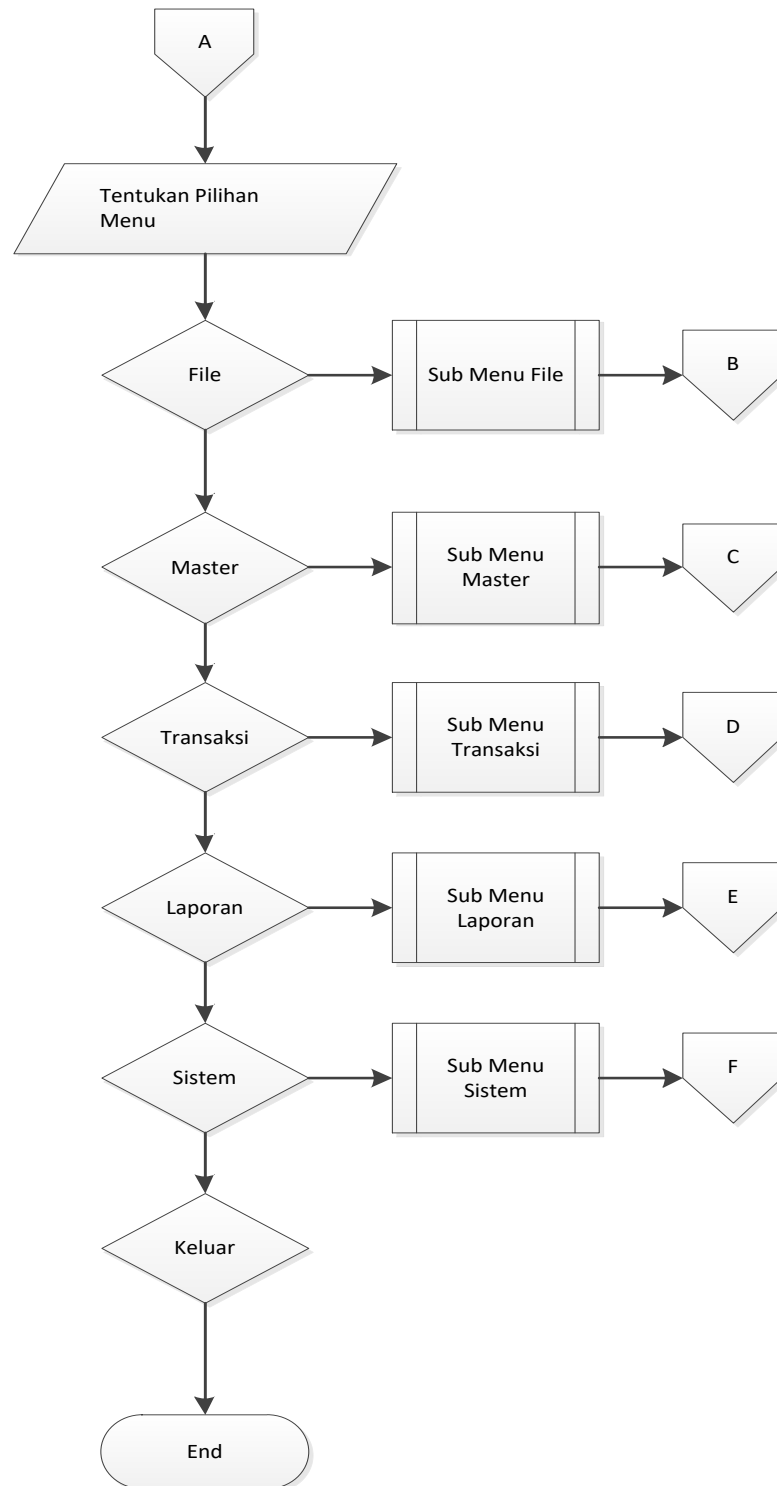 A
Tentukan Pilihan
Menu
File
Sub Menu File
B
Master
Sub Menu
Master
C
Transaksi
Sub Menu
Transaksi
D
Laporan
Sub Menu
Laporan
E
Sistem
Sub Menu
Sistem
F
Keluar
End